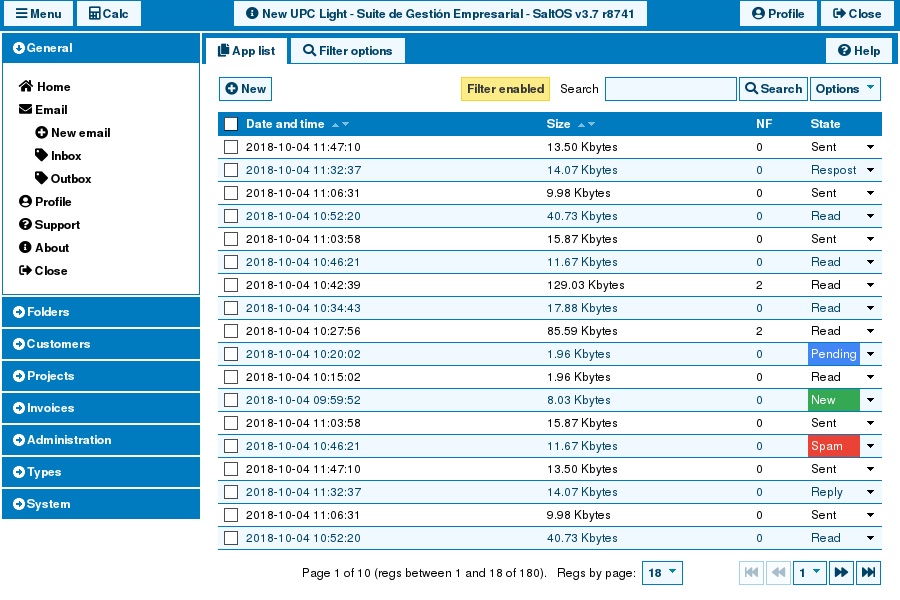 Menu Calc New UPC Light - Suite de Gestión Empresarial - SaltOS v3.7 r8741 Profile Close
General
Home
Email
New email
Inbox
Outbox
Profile
Support
About
Close
Folders
Customers
Projects
Invoices
Administration
Types
System
App list Filter options Help
New Filter enabled Search Search Options
Date and time Size NF State
2018-10-04 11:47:10 13.50 Kbytes 0 Sent
2018-10-04 11:32:37 14.07 Kbytes 0 Respost
2018-10-04 11:06:31 9.98 Kbytes 0 Sent
2018-10-04 10:52:20 40.73 Kbytes 0 Read
2018-10-04 11:03:58 15.87 Kbytes 0 Sent
2018-10-04 10:46:21 11.67 Kbytes 0 Read
2018-10-04 10:42:39 129.03 Kbytes 2 Read
2018-10-04 10:34:43 17.88 Kbytes 0 Read
2018-10-04 10:27:56 85.59 Kbytes 2 Read
2018-10-04 10:20:02 1.96 Kbytes 0 Pending
2018-10-04 10:15:02 1.96 Kbytes 0 Read
2018-10-04 09:59:52 8.03 Kbytes 0 New
2018-10-04 11:03:58 15.87 Kbytes 0 Sent
2018-10-04 10:46:21 11.67 Kbytes 0 Spam
2018-10-04 11:47:10 13.50 Kbytes 0 Sent
2018-10-04 11:32:37 14.07 Kbytes 0 Reply
2018-10-04 11:06:31 9.98 Kbytes 0 Sent
2018-10-04 10:52:20 40.73 Kbytes 0 Read
Page 1 of 10 (regs between 1 and 18 of 180). Regs by page: 18 1